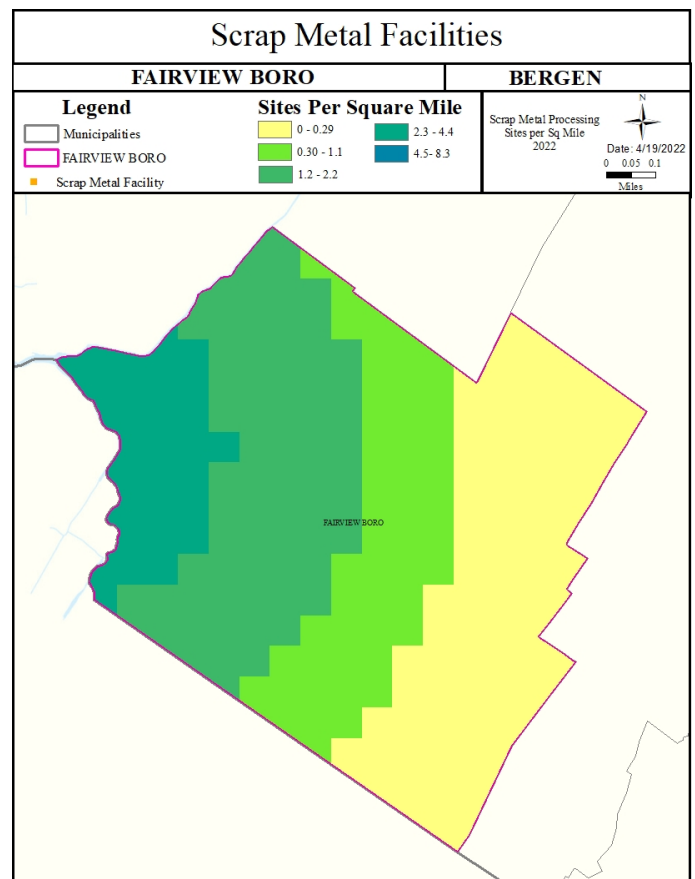 Scrap Metal Facilities
FAIRVIEW BORO
BERGEN
Legend
Municipalities
FAIRVIEW BORO
Scrap Metal Facility
Sites Per Square Mile
0 - 0.29
0.30 - 1.1
1.2 - 2.2
2.3 - 4.4
4.5- 8.3
Scrap Metal Processing
Sites per Sq Mile
2022
N
Date: 4/19/2022
0 0.05 0.1
Miles
FAIRVIEW BORO